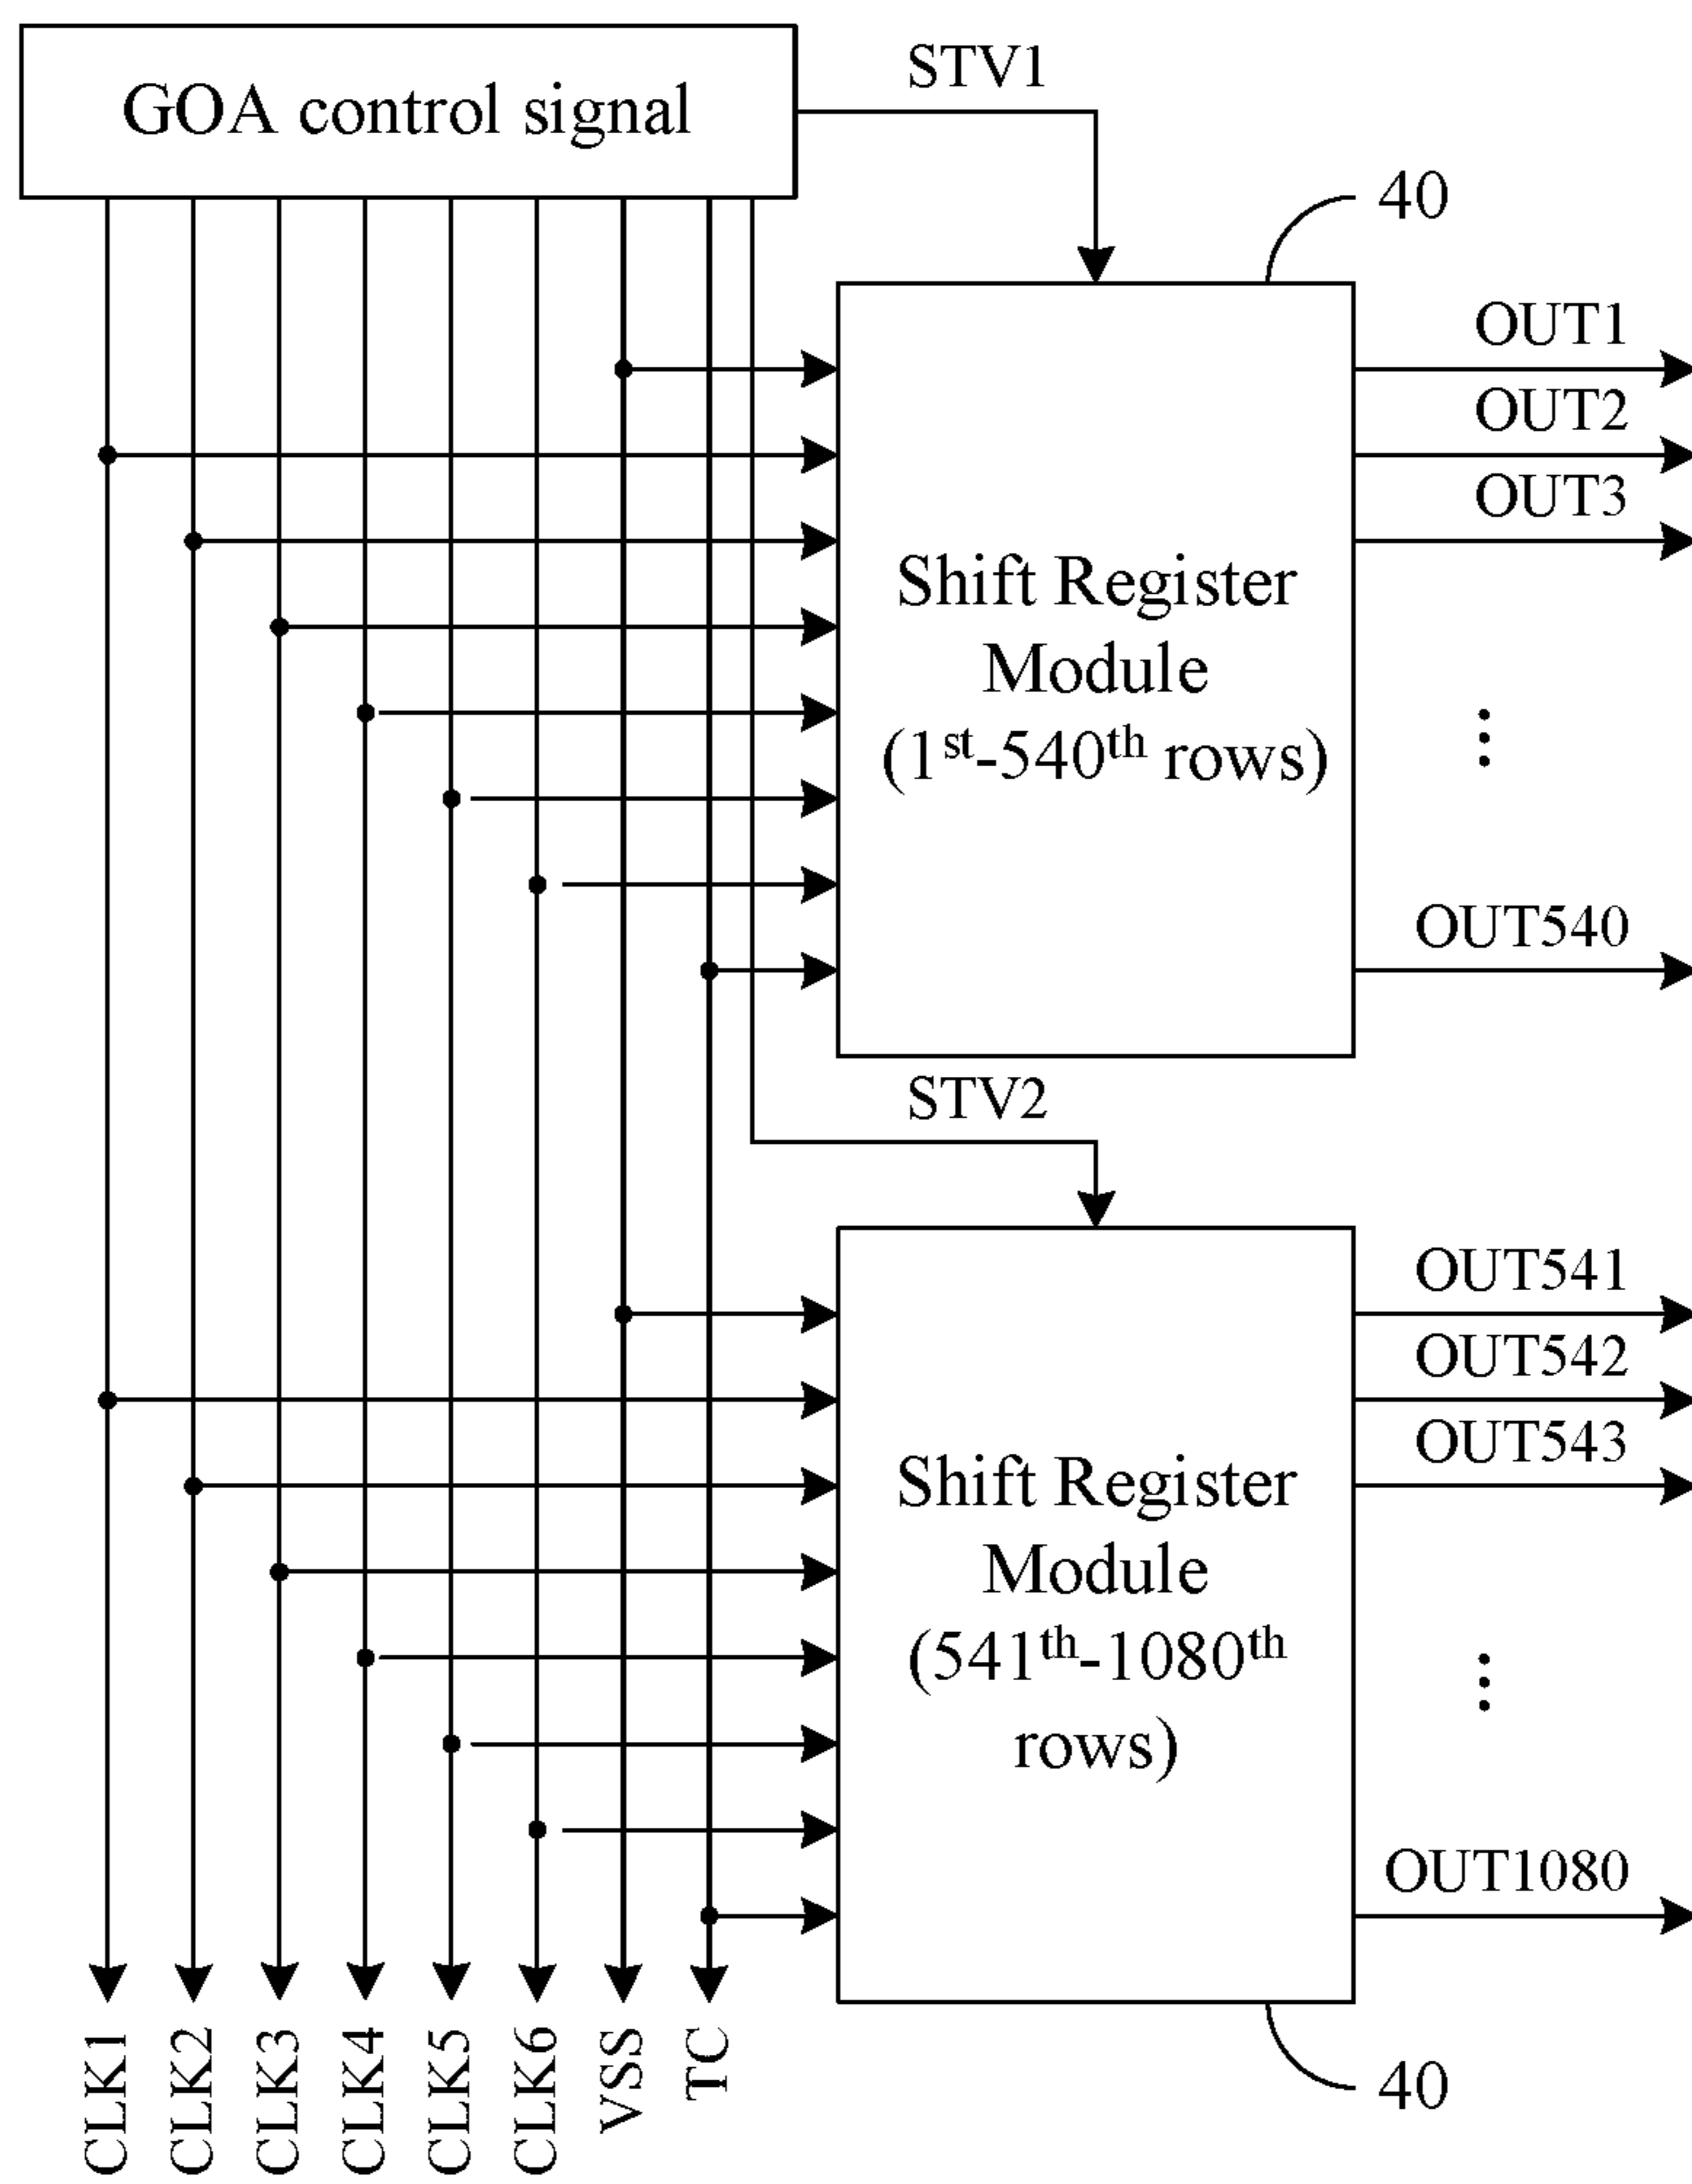 GOA control signal
STV1
40
OUT1
OUT2
OUT3
Shift Register
Module
(1st-540th rows)
OUT540
STV2
OUT541
OUT542
OUT543
Shift Register
Module
(541th-1080th
rows)
OUT1080
40
CLK1
CLK2
CLK3
CLK4
CLK5
CLK6
VSS
TC